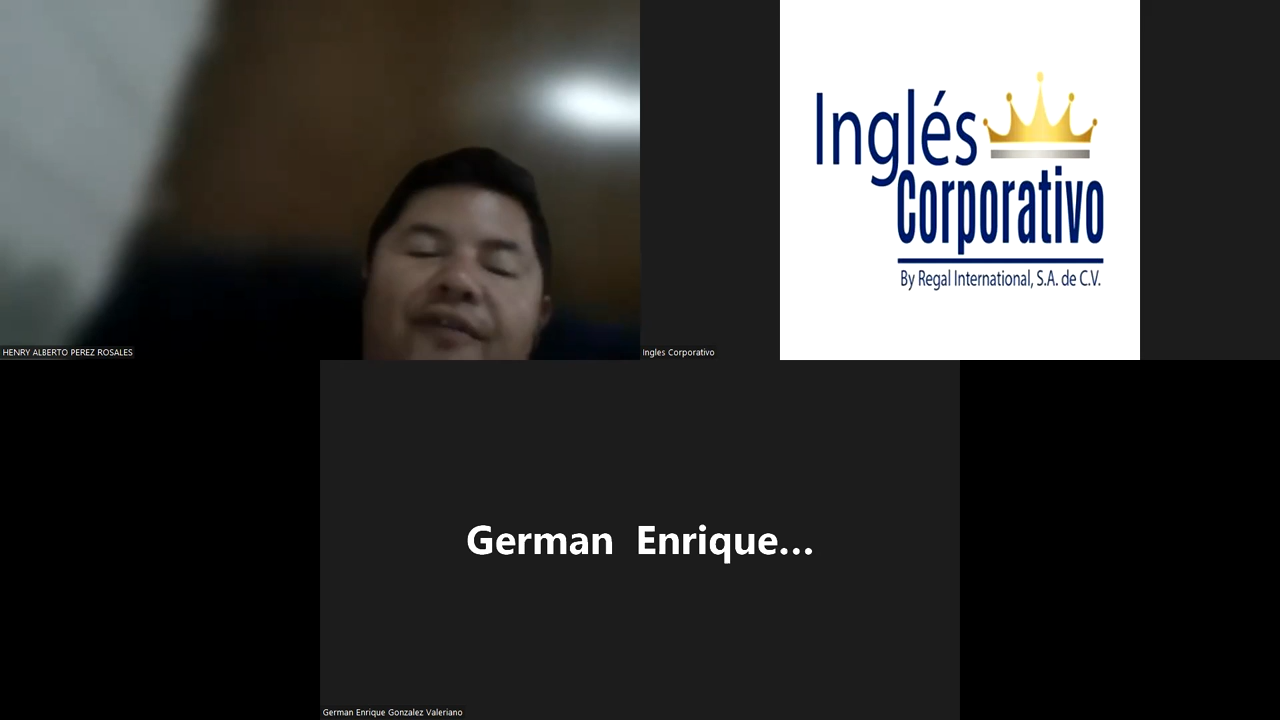 HENRY ALBERTO PEREZ ROSALES
Inglés
Corporativo
By Regal International, S.A. de C.V.
Ingles Corporativo
German Enrique...
German Enrique Gonzalez Valeriano